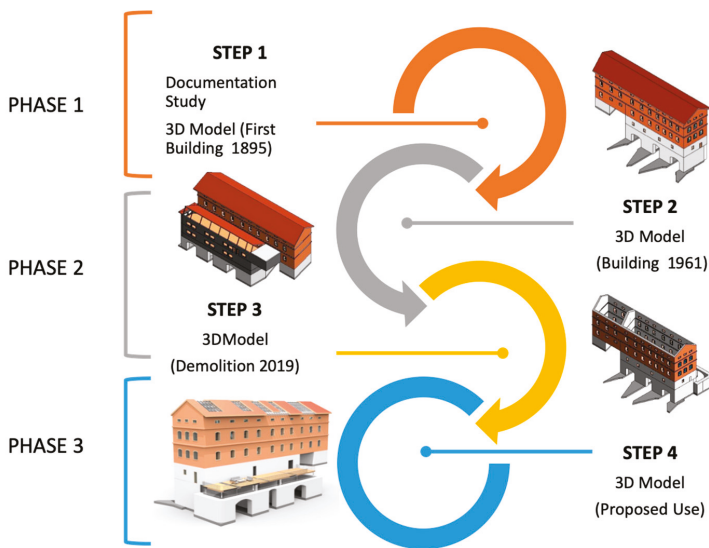 PHASE 1
STEP 1
Documentation
Study
3D Model (First
Building 1895)
PHASE 2
STEP 2
3D Model
(Building 1961)
STEP 3
3DModel
(Demolition 2019)
PHASE 3
STEP 4
3D Model
(Proposed Use)